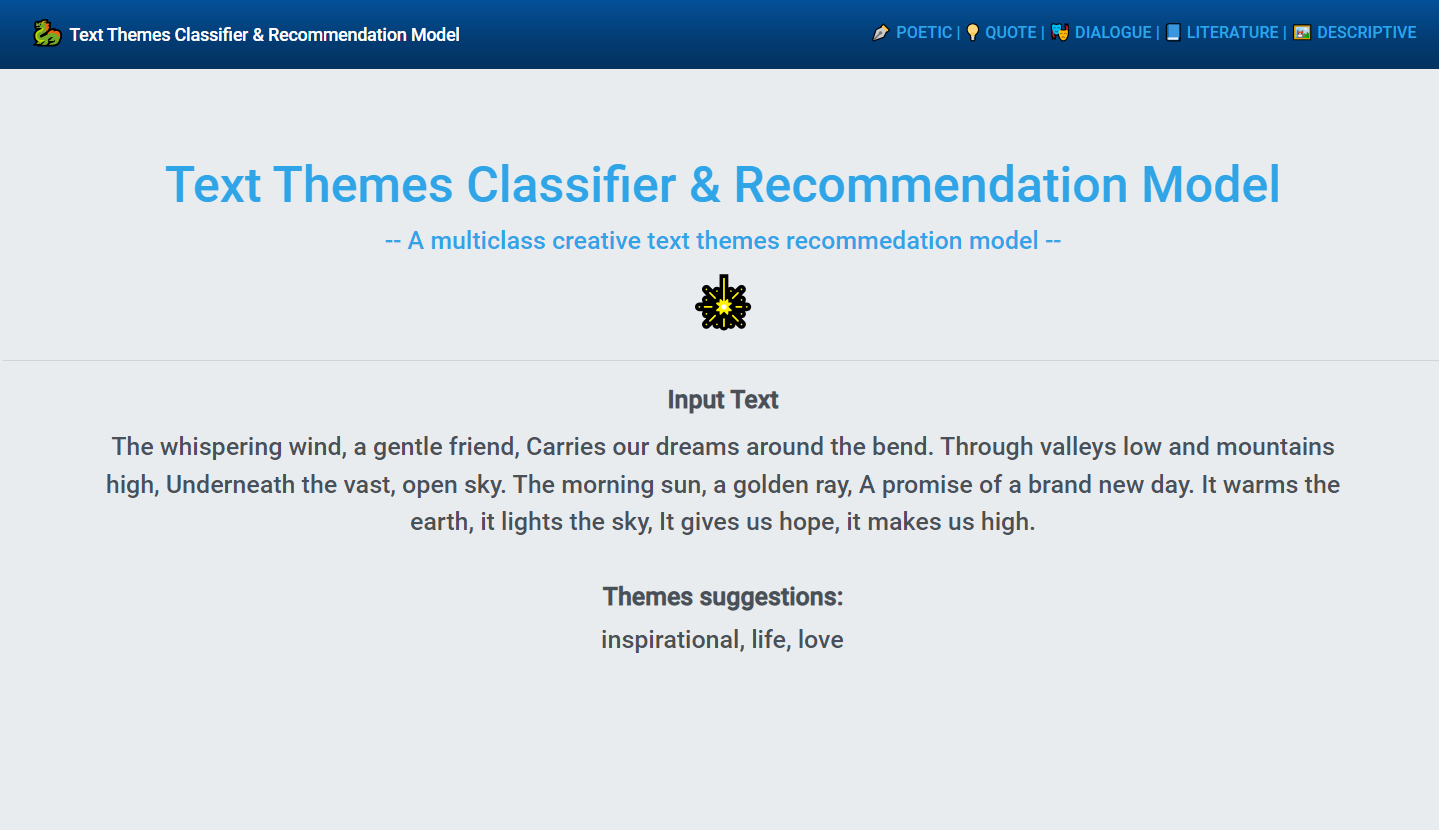 Text Themes Classifier & Recommendation Model
POETIC | QUOTE | DIALOGUE | LITERATURE | DESCRIPTIVE
Text Themes Classifier & Recommendation Model
-- A multiclass creative text themes recommedation model --
Input Text
The whispering wind, a gentle friend, Carries our dreams around the bend. Through valleys low and mountains
high, Underneath the vast, open sky. The morning sun, a golden ray, A promise of a brand new day. It warms the
earth, it lights the sky, It gives us hope, it makes us high.
Themes suggestions:
inspirational, life, love